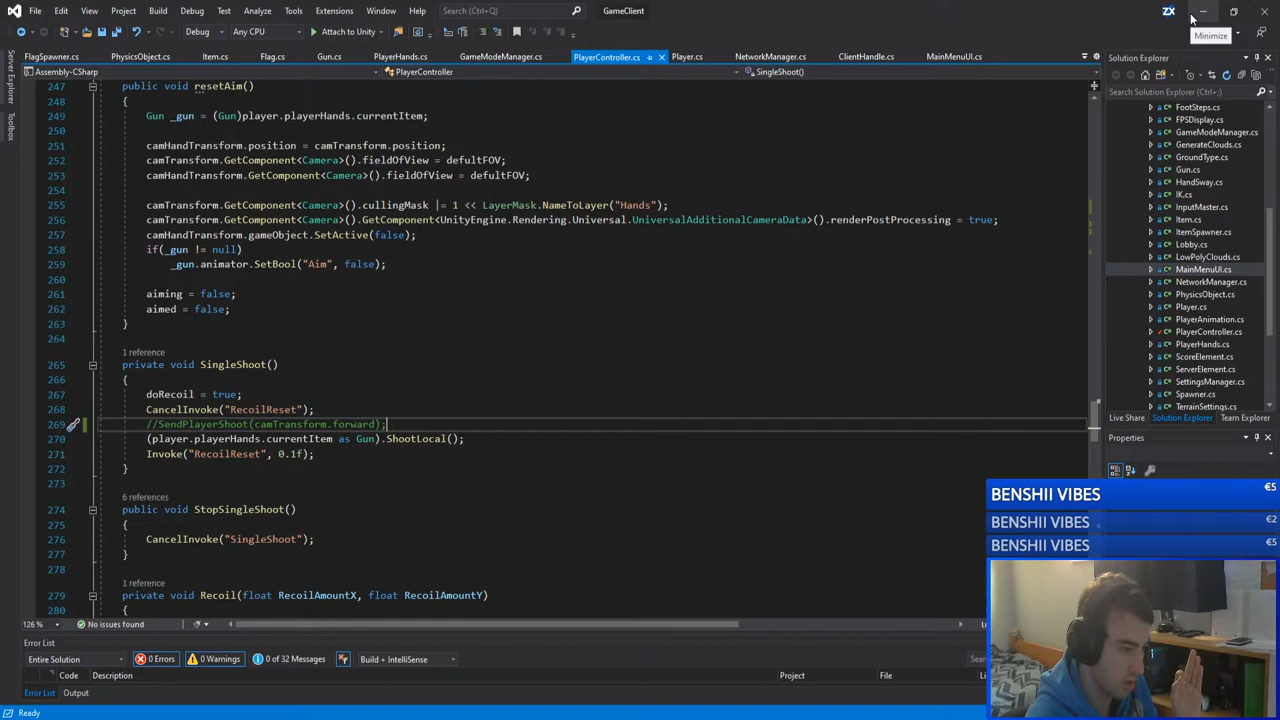 File Edit View Project Build Debug Test Analyze Tools Extensions Window Help Search (Ctrl+;) GameClient ZX
Minimize
Debug Any CPU Attach to Unity
FlagSpawner.cs PhysicsObject.cs Item.cs Flag.cs Gun.cs PlayerHands.cs GameModeManager.cs PlayerController.cs Player.cs NetworkManager.cs ClientHandle.cs MainMenuUI.cs
Assembly-CSharp PlayerController SingleShoot()
Server Explorer
Toolbox
247 public void resetAim()
248 {
249 Gun _gun = (Gun)player.playerHands.currentItem;
250
251 camHandTransform.position = camTransform.position;
252 camTransform.GetComponent<Camera>().fieldOfView = defultFOV;
253 camHandTransform.GetComponent<Camera>().fieldOfView = defultFOV;
254
255 camTransform.GetComponent<Camera>().cullingMask |= 1 << LayerMask.NameToLayer("Hands");
256 camTransform.GetComponent<Camera>().GetComponent<UnityEngine.Rendering.Universal.UniversalAdditionalCameraData>().renderPostProcessing = true;
257 camHandTransform.gameObject.SetActive(false);
258 if(_gun != null)
259 _gun.animator.SetBool("Aim", false);
260
261 aiming = false;
262 aimed = false;
263 }
264
1 reference
265 private void SingleShoot()
266 {
267 doRecoil = true;
268 CancelInvoke("RecoilReset");
269 //SendPlayerShoot(camTransform.forward);
270 (player.playerHands.currentItem as Gun).ShootLocal();
271 Invoke("RecoilReset", 0.1f);
272 }
273
6 references
274 public void StopSingleShoot()
275 {
276 CancelInvoke("SingleShoot");
277 }
278
1 reference
279 private void Recoil(float RecoilAmountX, float RecoilAmountY)
280 {
126 % No issues found
Error List
Entire Solution 0 Errors 0 Warnings 0 of 32 Messages Build + IntelliSense
Code Description Project File
Error List Output
Ready
Solution Explorer
Search Solution Explorer (Ctrl+;)
FootSteps.cs
FPSDisplay.cs
GameModeManager.cs
GenerateClouds.cs
GroundType.cs
Gun.cs
HandSway.cs
IK.cs
InputMaster.cs
Item.cs
ItemSpawner.cs
Lobby.cs
LowPolyClouds.cs
MainMenuUI.cs
NetworkManager.cs
PhysicsObject.cs
Player.cs
PlayerAnimation.cs
PlayerController.cs
PlayerHands.cs
ScoreElement.cs
ServerElement.cs
SettingsManager.cs
Spawner.cs
TerrainSettings.cs
Live Share Solution Explorer Team Explorer
Properties
BENSHII VIBES €5
BENSHII VIBES €2
BENSHII VIBES €5